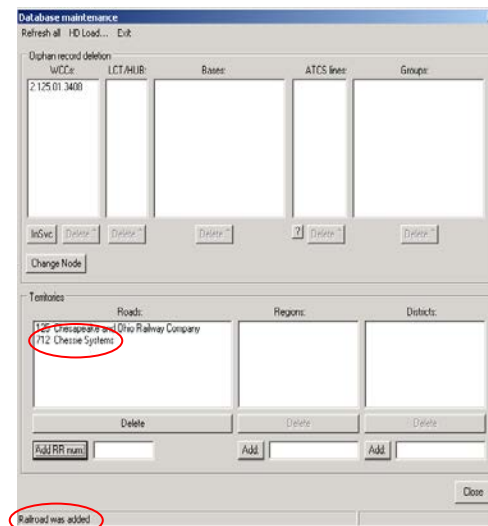 Database maintenance
Refresh all HD Load... Exit
Orphan record deletion
WCCs: LCT/HUB: Bases: ATCS lines: Groups:
2.125.01.3408
InSvc Delete ^ Delete ^ Delete ^ ? Delete ^ Delete ^
Change Node
Territories
Roads: Regions: Districts:
125 Chesapeake and Ohio Railway Company
712 Chessie Systems
Delete Delete Delete
Add RR num: Add: Add:
Close
Railroad was added